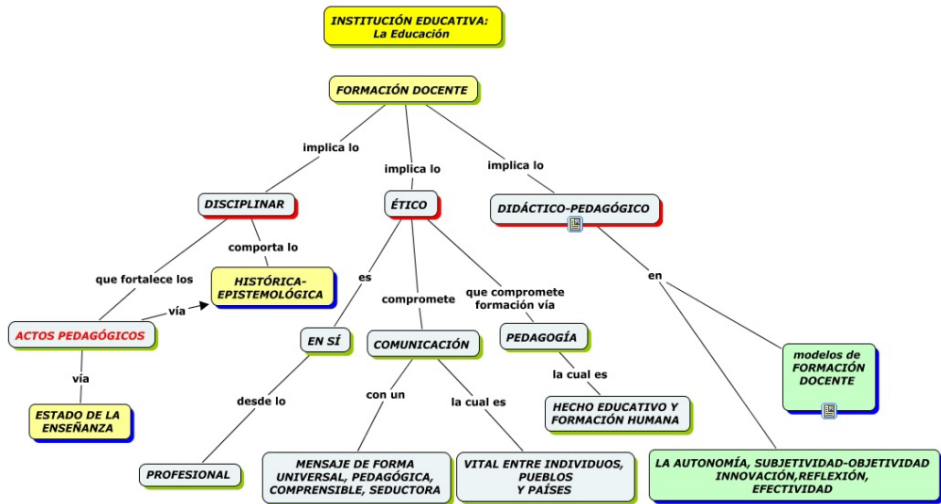 INSTITUCIÓN EDUCATIVA:
La Educación
FORMACIÓN DOCENTE
implica lo
implica lo
implica lo
DISCIPLINAR
ÉTICO
DIDÁCTICO-PEDAGÓGICO
que fortalece los
comporta lo
es
compromete
que compromete
formación vía
en
HISTÓRICA-
EPISTEMOLÓGICA
vía
ACTOS PEDAGÓGICOS
EN SÍ
COMUNICACIÓN
PEDAGOGÍA
modelos de
FORMACIÓN
DOCENTE
vía
desde lo
con un
la cual es
la cual es
ESTADO DE LA
ENSEÑANZA
HECHO EDUCATIVO Y
FORMACIÓN HUMANA
PROFESIONAL
MENSAJE DE FORMA
UNIVERSAL, PEDAGÓGICA,
COMPRENSIBLE, SEDUCTORA
VITAL ENTRE INDIVIDUOS,
PUEBLOS
Y PAÍSES
LA AUTONOMÍA, SUBJETIVIDAD-OBJETIVIDAD
INNOVACIÓN,REFLEXIÓN,
EFECTIVIDAD